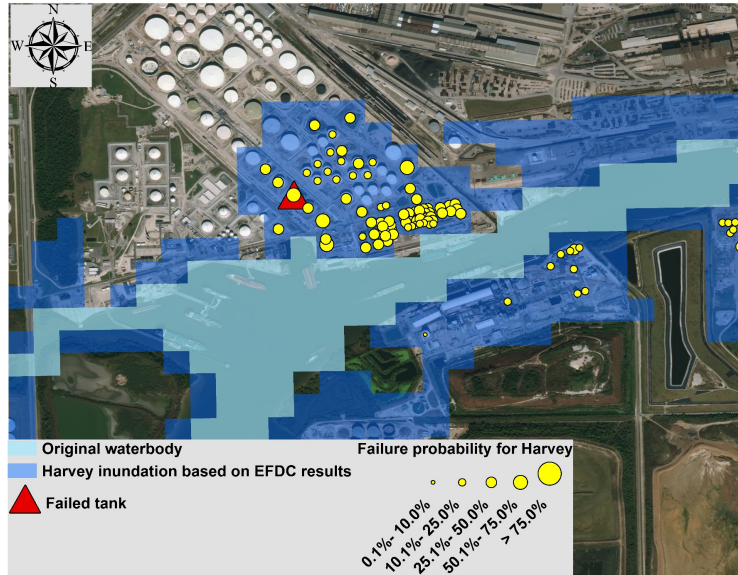 N
W E
S
Original waterbody
Harvey inundation based on EFDC results
Failed tank
Failure probability for Harvey
0.1%- 10.0%
10.1%- 25.0%
25.1%- 50.0%
50.1%- 75.0%
> 75.0%